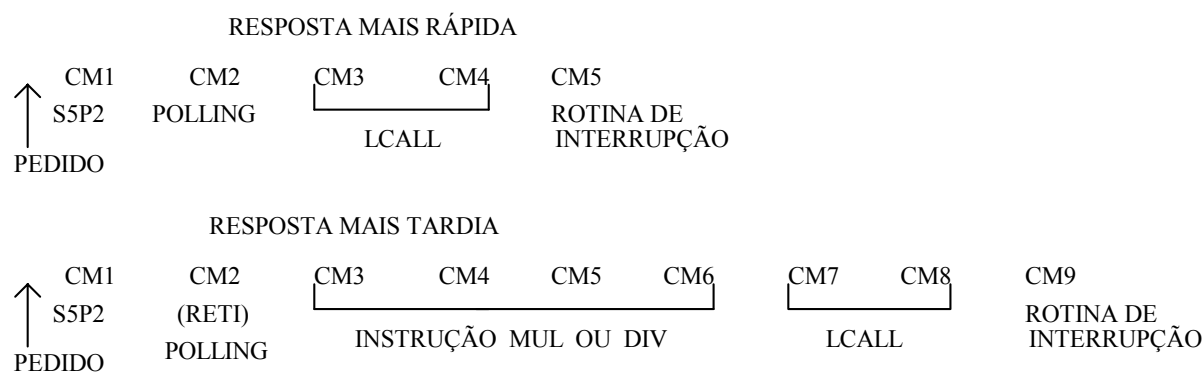 RESPOSTA MAIS RÁPIDA
CM1 CM2 CM3 CM4 CM5
S5P2 POLLING ROTINA DE
LCALL INTERRUPÇÃO
PEDIDO
RESPOSTA MAIS TARDIA
CM1 CM2 CM3 CM4 CM5 CM6 CM7 CM8 CM9
S5P2 (RETI) ROTINA DE
POLLING INSTRUÇÃO MUL OU DIV LCALL INTERRUPÇÃO
PEDIDO